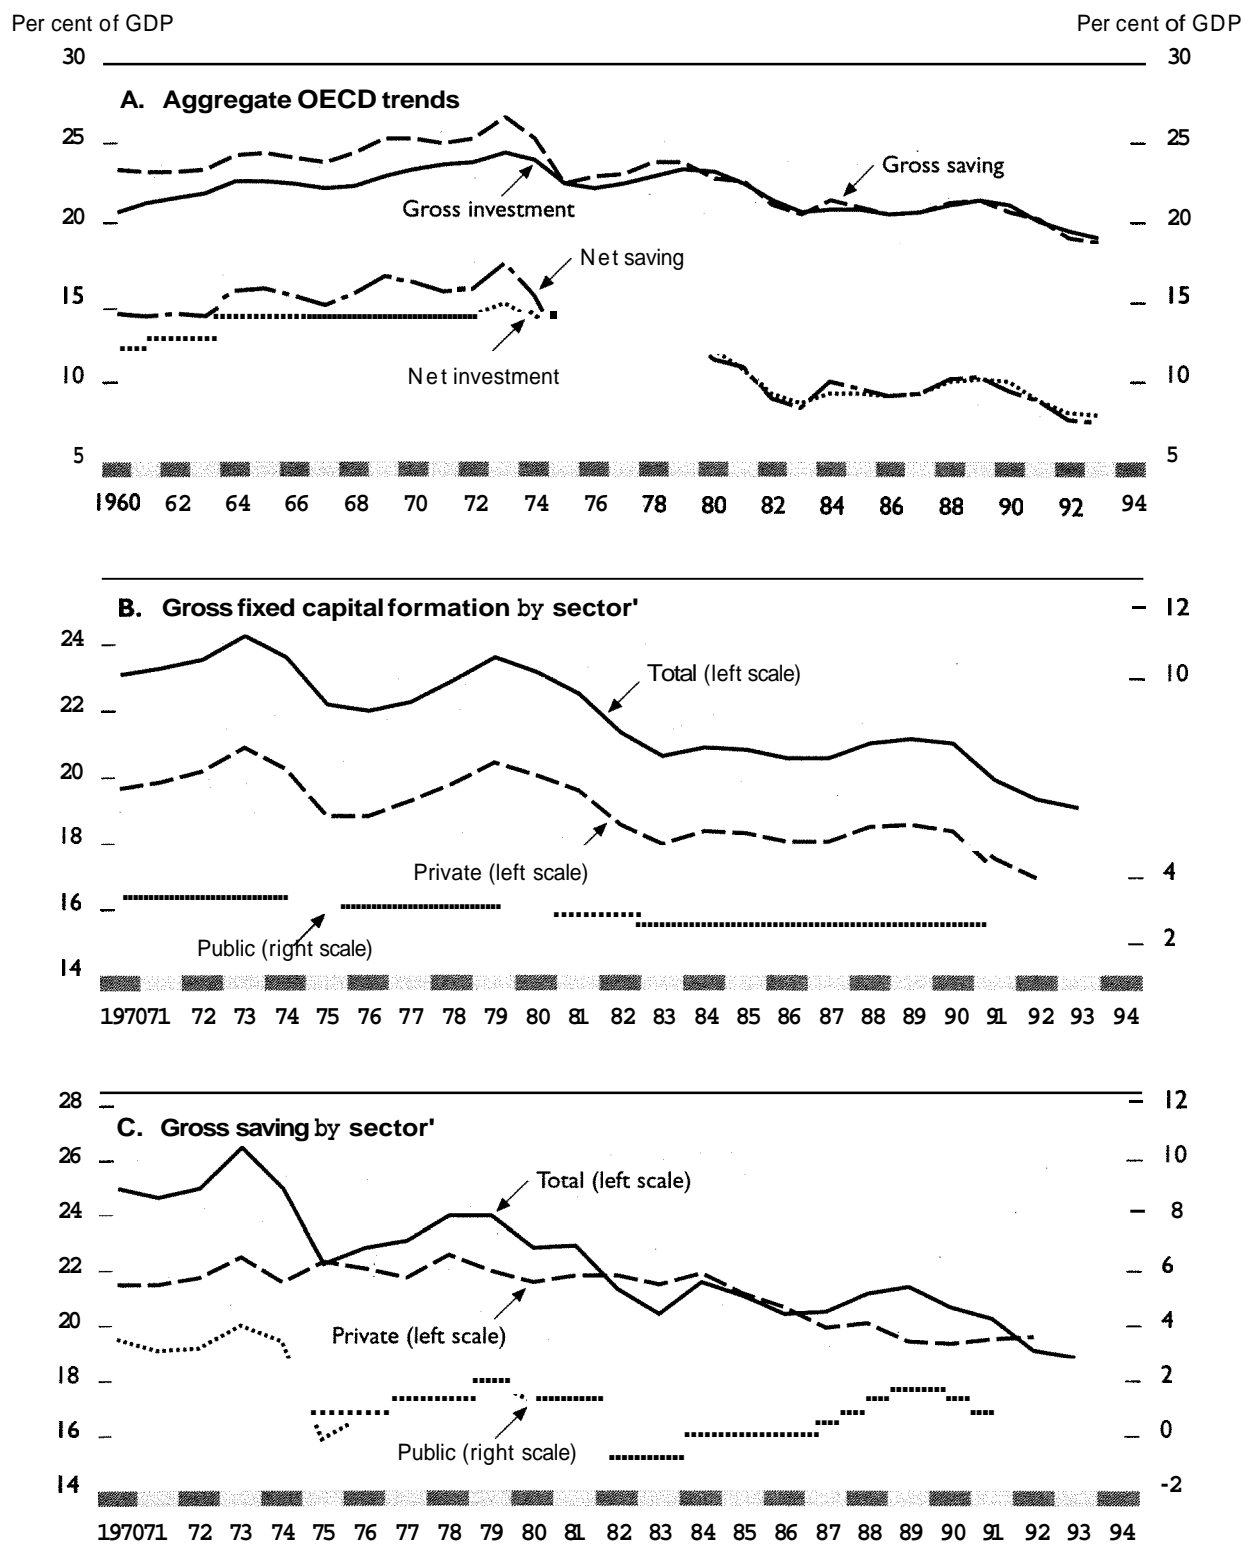 Per cent of GDP Per cent of GDP
30 30
A. Aggregate OECD trends
25 25
Gross saving
Gross investment
20 20
Net saving
15 15
Net investment
10 10
5 5
1960 62 64 66 68 70 72 74 76 78 80 82 84 86 88 90 92 94
B. Gross fixed capital formation by sector'
12
24
Total (left scale)
10
22
20
18
Private (left scale)
4
16
Public (right scale)
2
14
197071 72 73 74 75 76 77 78 79 80 81 82 83 84 85 86 87 88 89 90 91 92 93 94
28 12
C. Gross saving by sector'
26 10
Total (left scale)
24 8
22 6
20 4
Private (left scale)
18 2
16 0
Public (right scale)
14 -2
197071 72 73 74 75 76 77 78 79 80 81 82 83 84 85 86 87 88 89 90 91 92 93 94